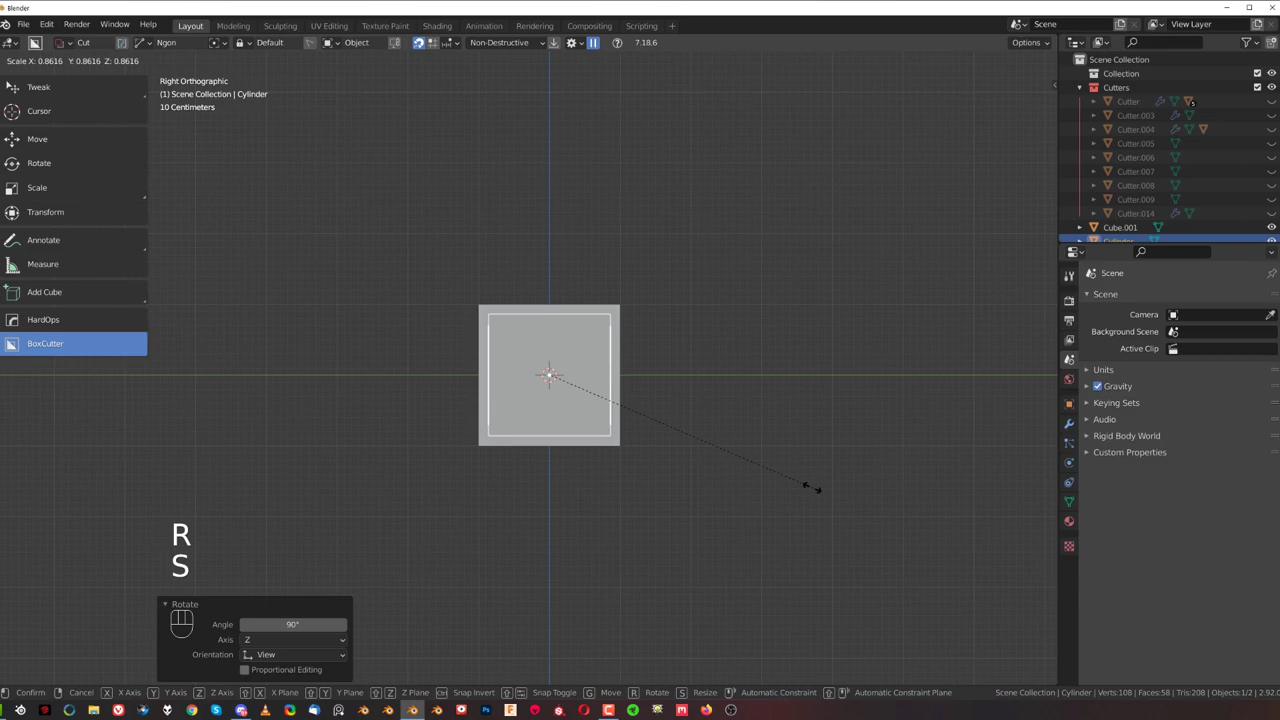 Blender
File Edit Render Window Help Layout Modeling Sculpting UV Editing Texture Paint Shading Animation Rendering Compositing Scripting + Scene View Layer
Cut Ngon Default Object Non-Destructive 7.18.6 Options
Scale X: 0.8616 Y: 0.8616 Z: 0.8616
Tweak
Cursor
Move
Rotate
Scale
Transform
Annotate
Measure
Add Cube
HardOps
BoxCutter
Right Orthographic
(1) Scene Collection | Cylinder
10 Centimeters
R
S
Rotate
Angle 90°
Axis Z
Orientation View
Proportional Editing
Scene Collection
Collection
Cutters
Cutter 5
Cutter.003
Cutter.004
Cutter.005
Cutter.006
Cutter.007
Cutter.008
Cutter.009
Cutter.014
Cube.001
Cylinder
Scene
Scene
Camera
Background Scene
Active Clip
Units
Gravity
Keying Sets
Audio
Rigid Body World
Custom Properties
Confirm Cancel X X Axis Y Y Axis Z Z Axis X X Plane Y Y Plane Z Z Plane Ctrl Snap Invert Snap Toggle G Move R Rotate S Resize Automatic Constraint Automatic Constraint Plane Scene Collection | Cylinder | Verts:108 | Faces:58 | Tris:208 | Objects:1/2 | 2.92.0